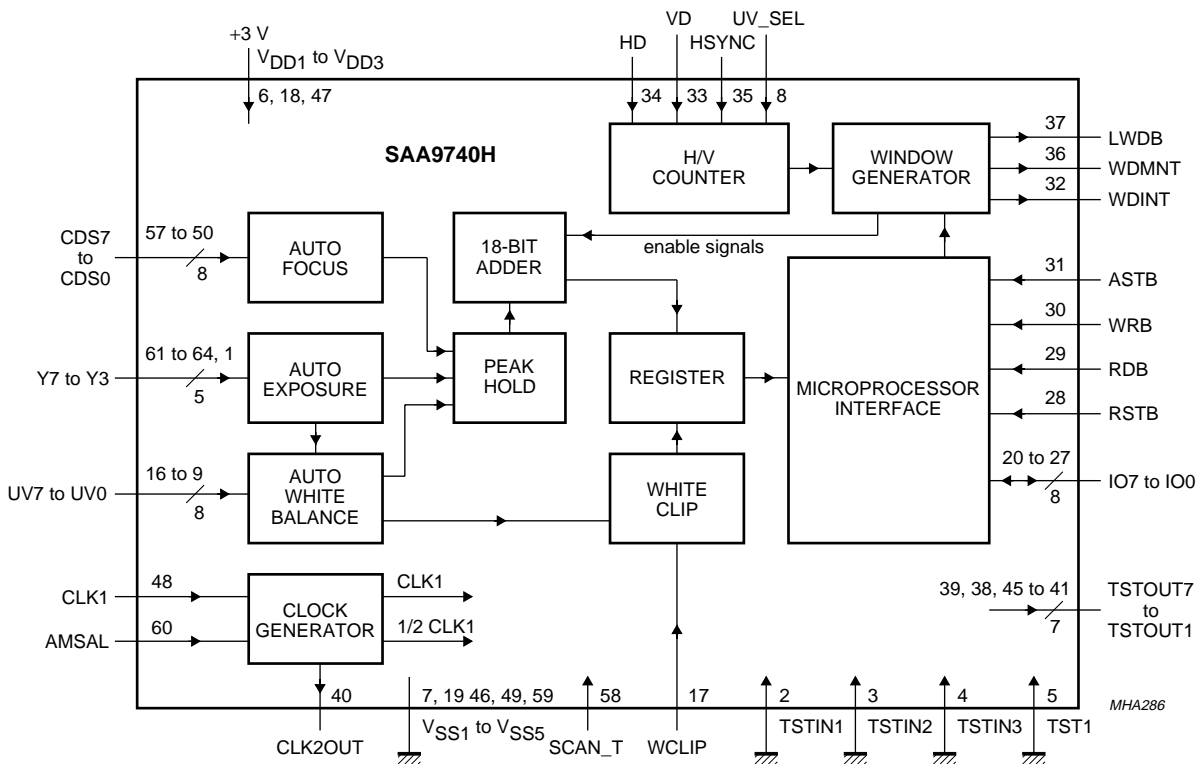 +3 V
VDD1 to VDD3
6, 18, 47
HD
VD
HSYNC
UV_SEL
34
33
35
8
SAA9740H
H/V
COUNTER
WINDOW
GENERATOR
37
LWDB
36
WDMNT
32
WDINT
CDS7
to
CDS0
57 to 50
8
AUTO
FOCUS
18-BIT
ADDER
enable signals
31
ASTB
30
WRB
29
RDB
28
RSTB
Y7 to Y3
61 to 64, 1
5
AUTO
EXPOSURE
PEAK
HOLD
REGISTER
MICROPROCESSOR
INTERFACE
UV7 to UV0
16 to 9
8
AUTO
WHITE
BALANCE
WHITE
CLIP
20 to 27
8
IO7 to IO0
CLK1
48
AMSAL
60
CLOCK
GENERATOR
CLK1
1/2 CLK1
39, 38, 45 to 41
7
TSTOUT7
to
TSTOUT1
40
CLK2OUT
7, 19 46, 49, 59
VSS1 to VSS5
58
SCAN_T
17
WCLIP
2
TSTIN1
3
TSTIN2
4
TSTIN3
5
TST1
MHA286